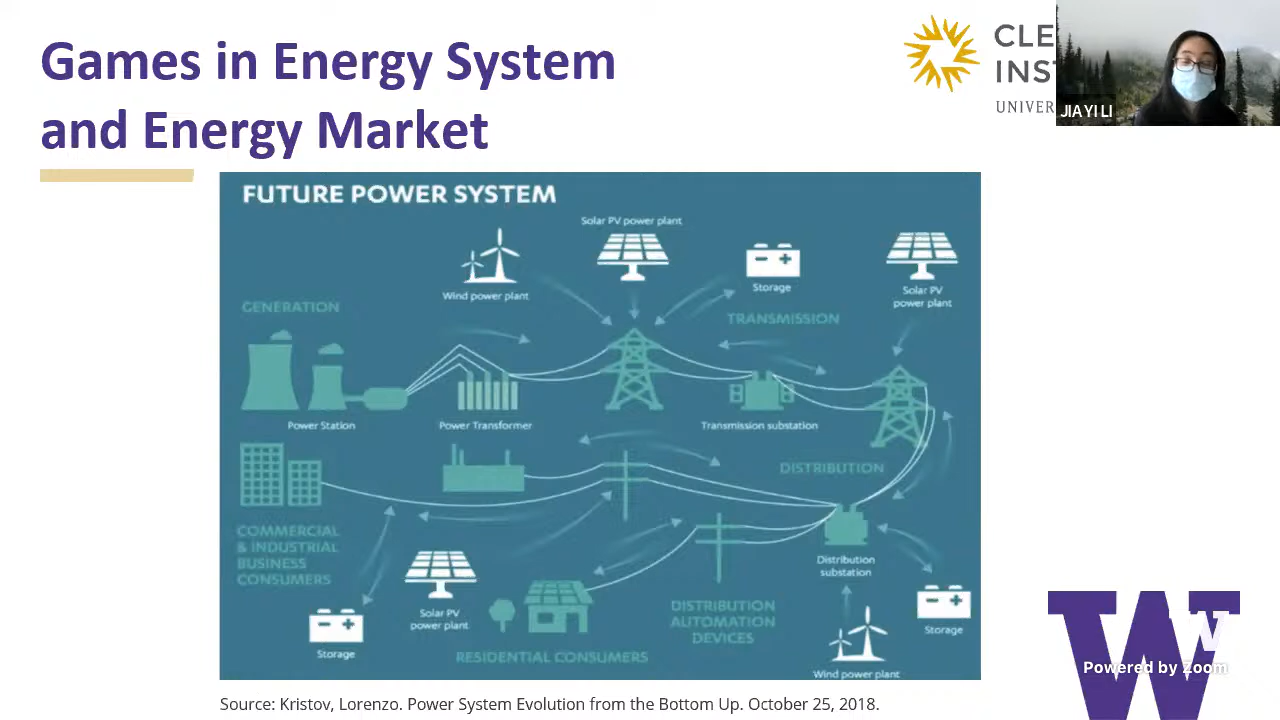 Games in Energy System
and Energy Market
CLE
INST
UNIVER
JIAYI LI
FUTURE POWER SYSTEM
Solar PV power plant
Wind power plant
Storage
Solar PV
power plant
GENERATION
TRANSMISSION
Power Station
Power Transformer
Transmission substation
DISTRIBUTION
COMMERCIAL
& INDUSTRIAL
BUSINESS
CONSUMERS
Distribution
substation
Solar PV
power plant
DISTRIBUTION
AUTOMATION
DEVICES
Storage
Storage
RESIDENTIAL CONSUMERS
Wind power plant
W
W
Powered by Zoom
Source: Kristov, Lorenzo. Power System Evolution from the Bottom Up. October 25, 2018.